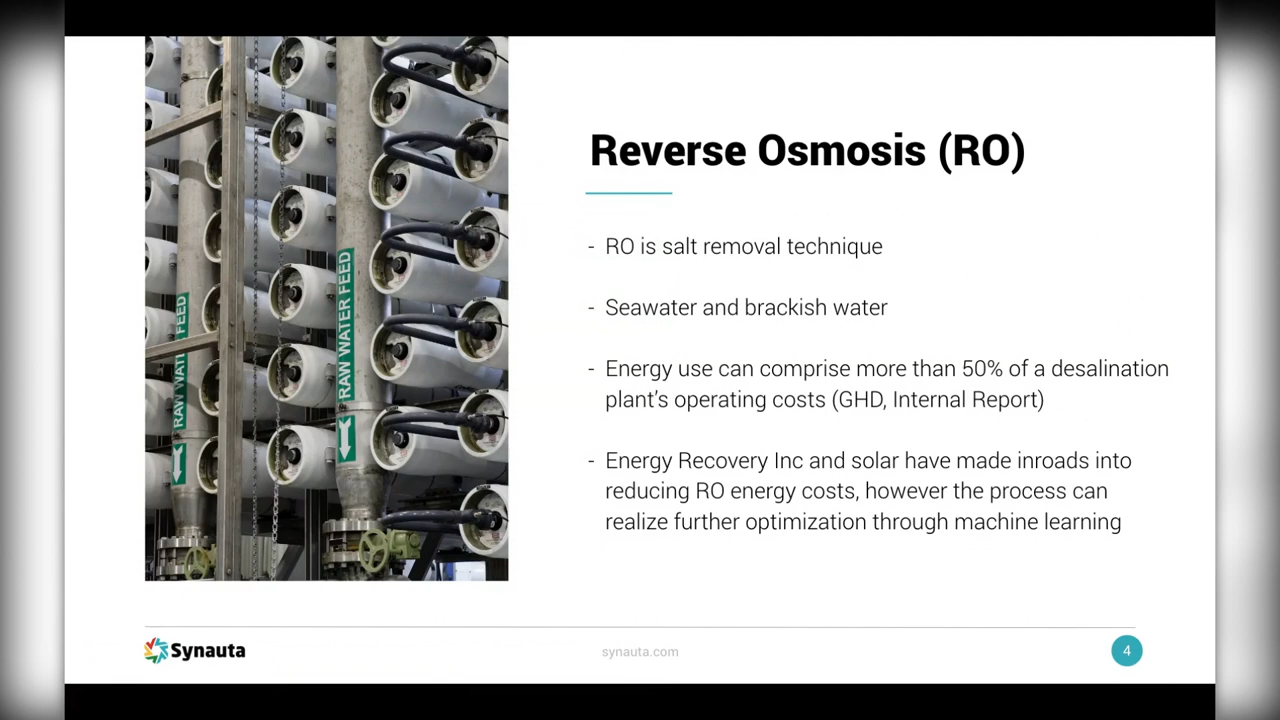 RAW WATER FEED
RAW WATER FEED
Reverse Osmosis (RO)
- RO is salt removal technique
- Seawater and brackish water
- Energy use can comprise more than 50% of a desalination
plant's operating costs (GHD, Internal Report)
- Energy Recovery Inc and solar have made inroads into
reducing RO energy costs, however the process can
realize further optimization through machine learning
Synauta
synauta.com
4